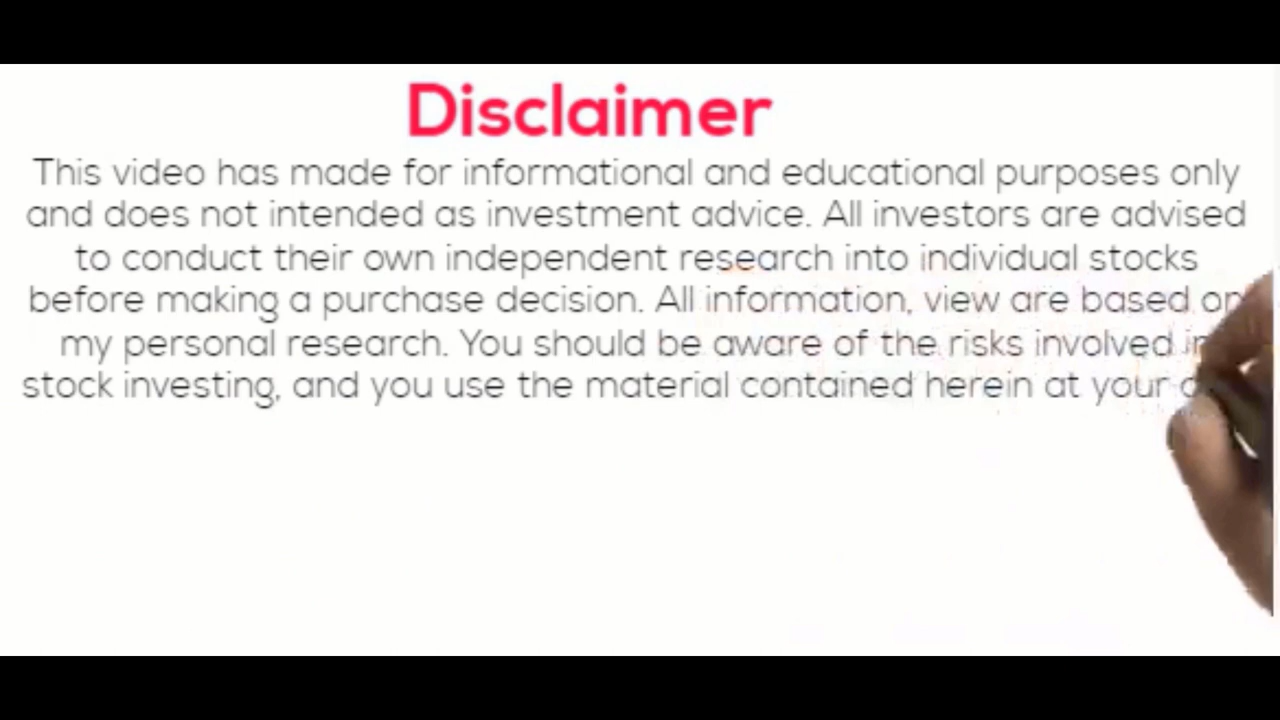 Disclaimer
This video has made for informational and educational purposes only
and does not intended as investment advice. All investors are advised
to conduct their own independent research into individual stocks
before making a purchase decision. All information, view are based on
my personal research. You should be aware of the risks involved in
stock investing, and you use the material contained herein at your